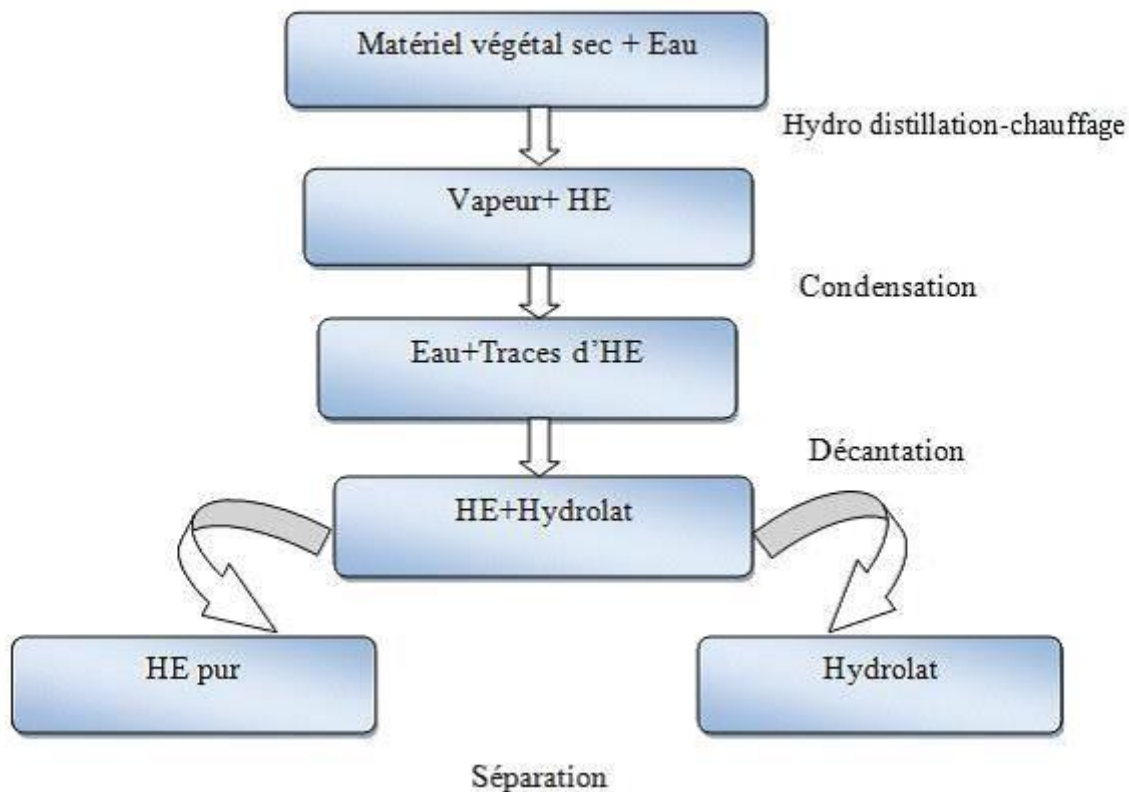 Matériel végétal sec + Eau
Hydro distillation-chauffage
Vapeur+ HE
Condensation
Eau+Traces d’HE
Décantation
HE+Hydrolat
HE pur
Hydrolat
Séparation